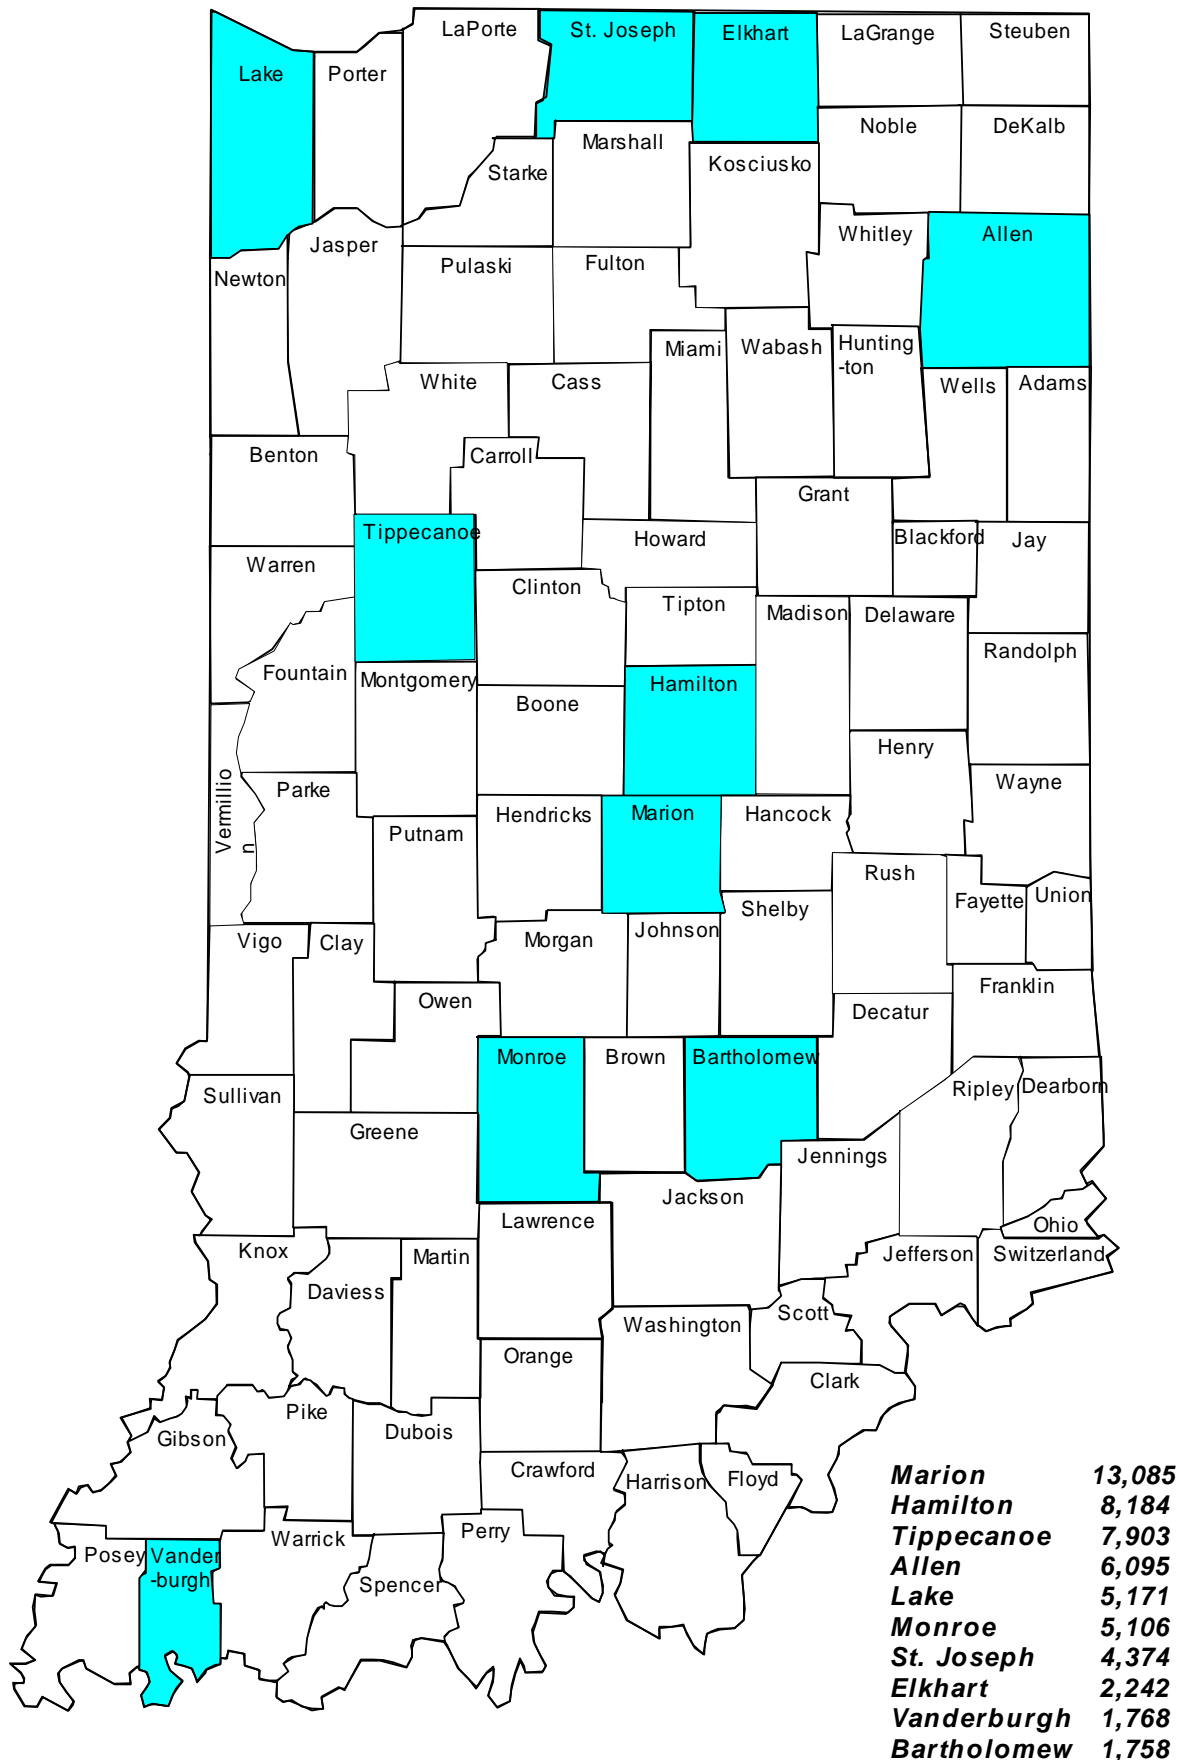 LaPorte
St. Joseph
Elkhart
LaGrange
Steuben
Lake
Porter
Noble
DeKalb
Marshall
Kosciusko
Starke
Jasper
Whitley
Allen
Newton
Pulaski
Fulton
Miami
Wabash
Hunting
-ton
White
Cass
Wells
Adams
Benton
Carroll
Grant
Tippecanoe
Howard
Blackford
Jay
Warren
Clinton
Tipton
Madison
Delaware
Randolph
Fountain
Montgomery
Hamilton
Boone
Henry
Wayne
Vermillio
n
Parke
Hendricks
Marion
Hancock
Putnam
Rush
Fayette
Union
Shelby
Vigo
Clay
Morgan
Johnson
Owen
Franklin
Decatur
Monroe
Brown
Bartholomew
Sullivan
Ripley
Dearborn
Greene
Jennings
Jackson
Lawrence
Ohio
Knox
Martin
Jefferson
Switzerland
Daviess
Washington
Scott
Orange
Clark
Pike
Dubois
Gibson
Crawford
Harrison
Floyd
Warrick
Perry
Posey
Vander
-burgh
Spencer
Marion 13,085
Hamilton 8,184
Tippecanoe 7,903
Allen 6,095
Lake 5,171
Monroe 5,106
St. Joseph 4,374
Elkhart 2,242
Vanderburgh 1,768
Bartholomew 1,758